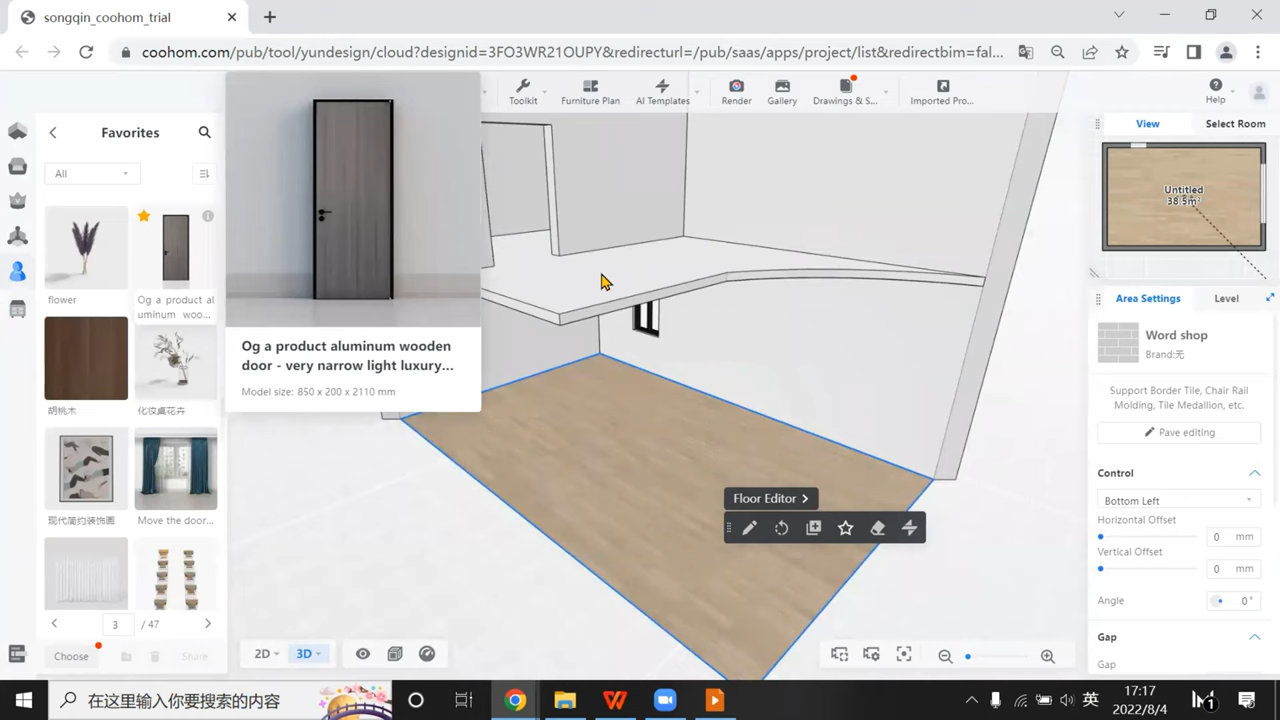 songqin_coohom_trial
coohom.com/pub/tool/yundesign/cloud?designid=3FO3WR21OUPY&redirecturl=/pub/saas/apps/project/list&redirectbim=fal...
Toolkit
Furniture Plan
AI Templates
Render
Gallery
Drawings & S...
Imported Pro...
Help
Favorites
All
flower
Og a product al
uminum woo...
胡桃木
化妆桌花卉
现代简约装饰画
Move the door...
3 / 47
Choose
Share
Og a product aluminum wooden
door - very narrow light luxury...
Model size: 850 x 200 x 2110 mm
Floor Editor
2D
3D
View
Select Room
Untitled
38.5m²
Area Settings
Level
Word shop
Brand:无
Support Border Tile, Chair Rail
Molding, Tile Medallion, etc.
Pave editing
Control
Bottom Left
Horizontal Offset
0 mm
Vertical Offset
0 mm
Angle
0°
Gap
Gap
在这里输入你要搜索的内容
英
17:17
2022/8/4
1